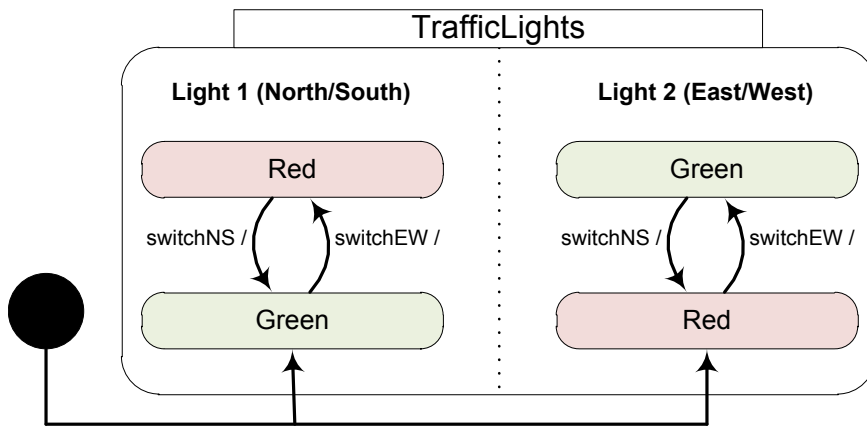 TrafficLights
Light 1 (North/South)
Light 2 (East/West)
Red
Green
switchNS /
switchEW /
switchNS /
switchEW /
Green
Red